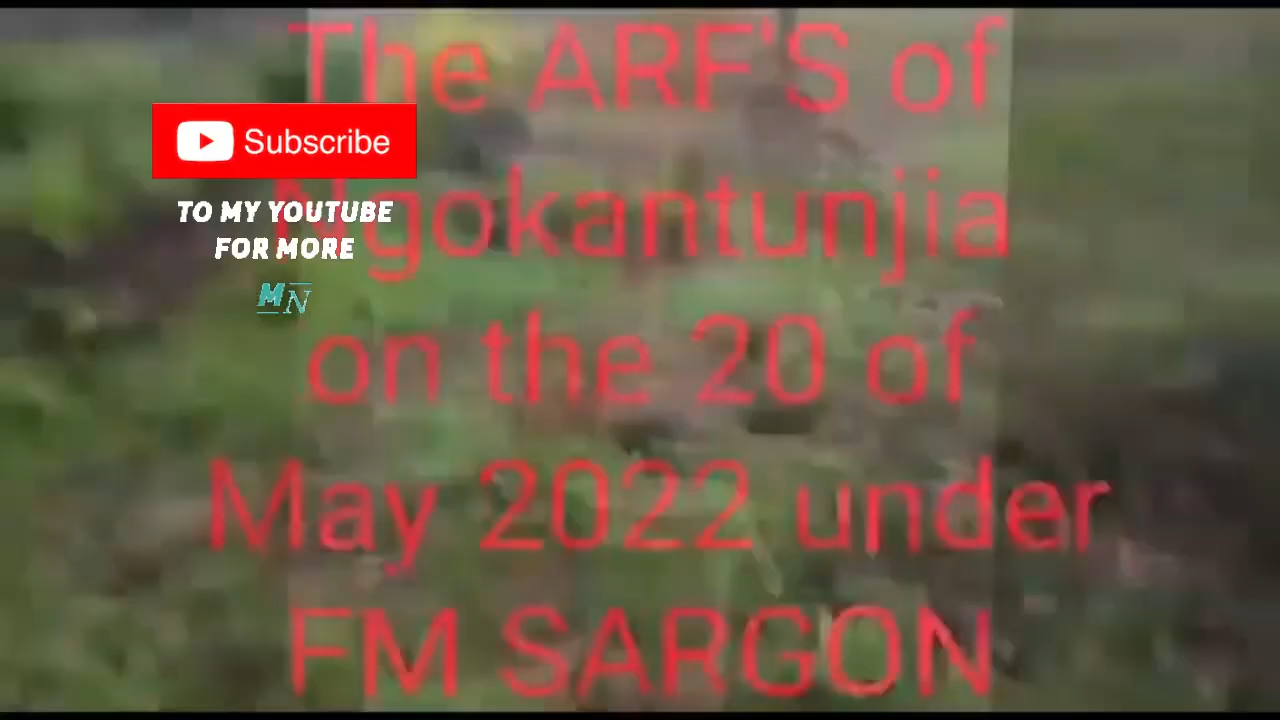 The ARF'S of
Subscribe
Ngokantunjia
TO MY YOUTUBE
FOR MORE
MN
on the 20 of
May 2022 under
FM SARGON